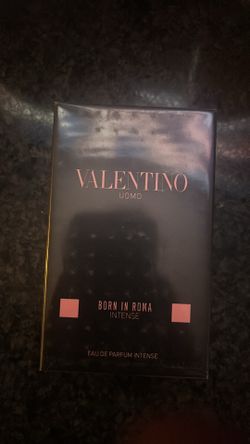 VALENTINO
UOMO
BORN IN ROMA
INTENSE
EAU DE PARFUM INTENSE